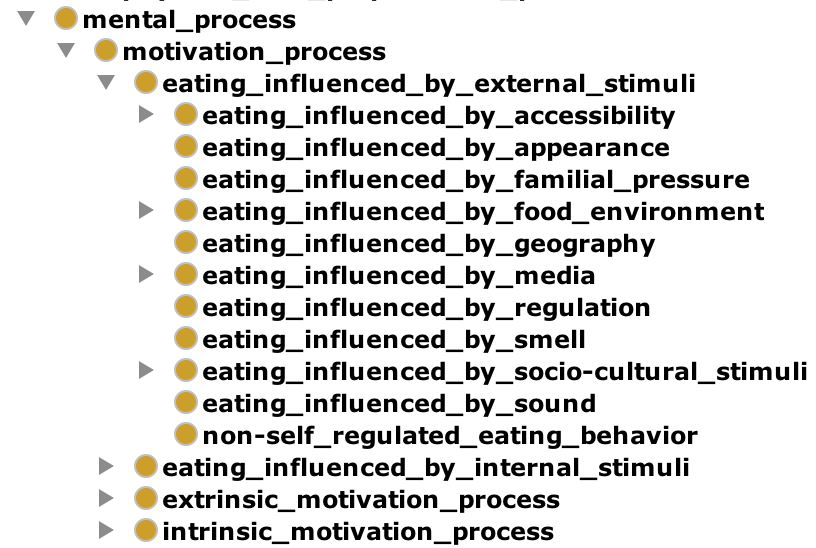 mental_process
motivation_process
eating_influenced_by_external_stimuli
eating_influenced_by_accessibility
eating_influenced_by_appearance
eating_influenced_by_familial_pressure
eating_influenced_by_food_environment
eating_influenced_by_geography
eating_influenced_by_media
eating_influenced_by_regulation
eating_influenced_by_smell
eating_influenced_by_socio-cultural_stimuli
eating_influenced_by_sound
non-self_regulated_eating_behavior
eating_influenced_by_internal_stimuli
extrinsic_motivation_process
intrinsic_motivation_process